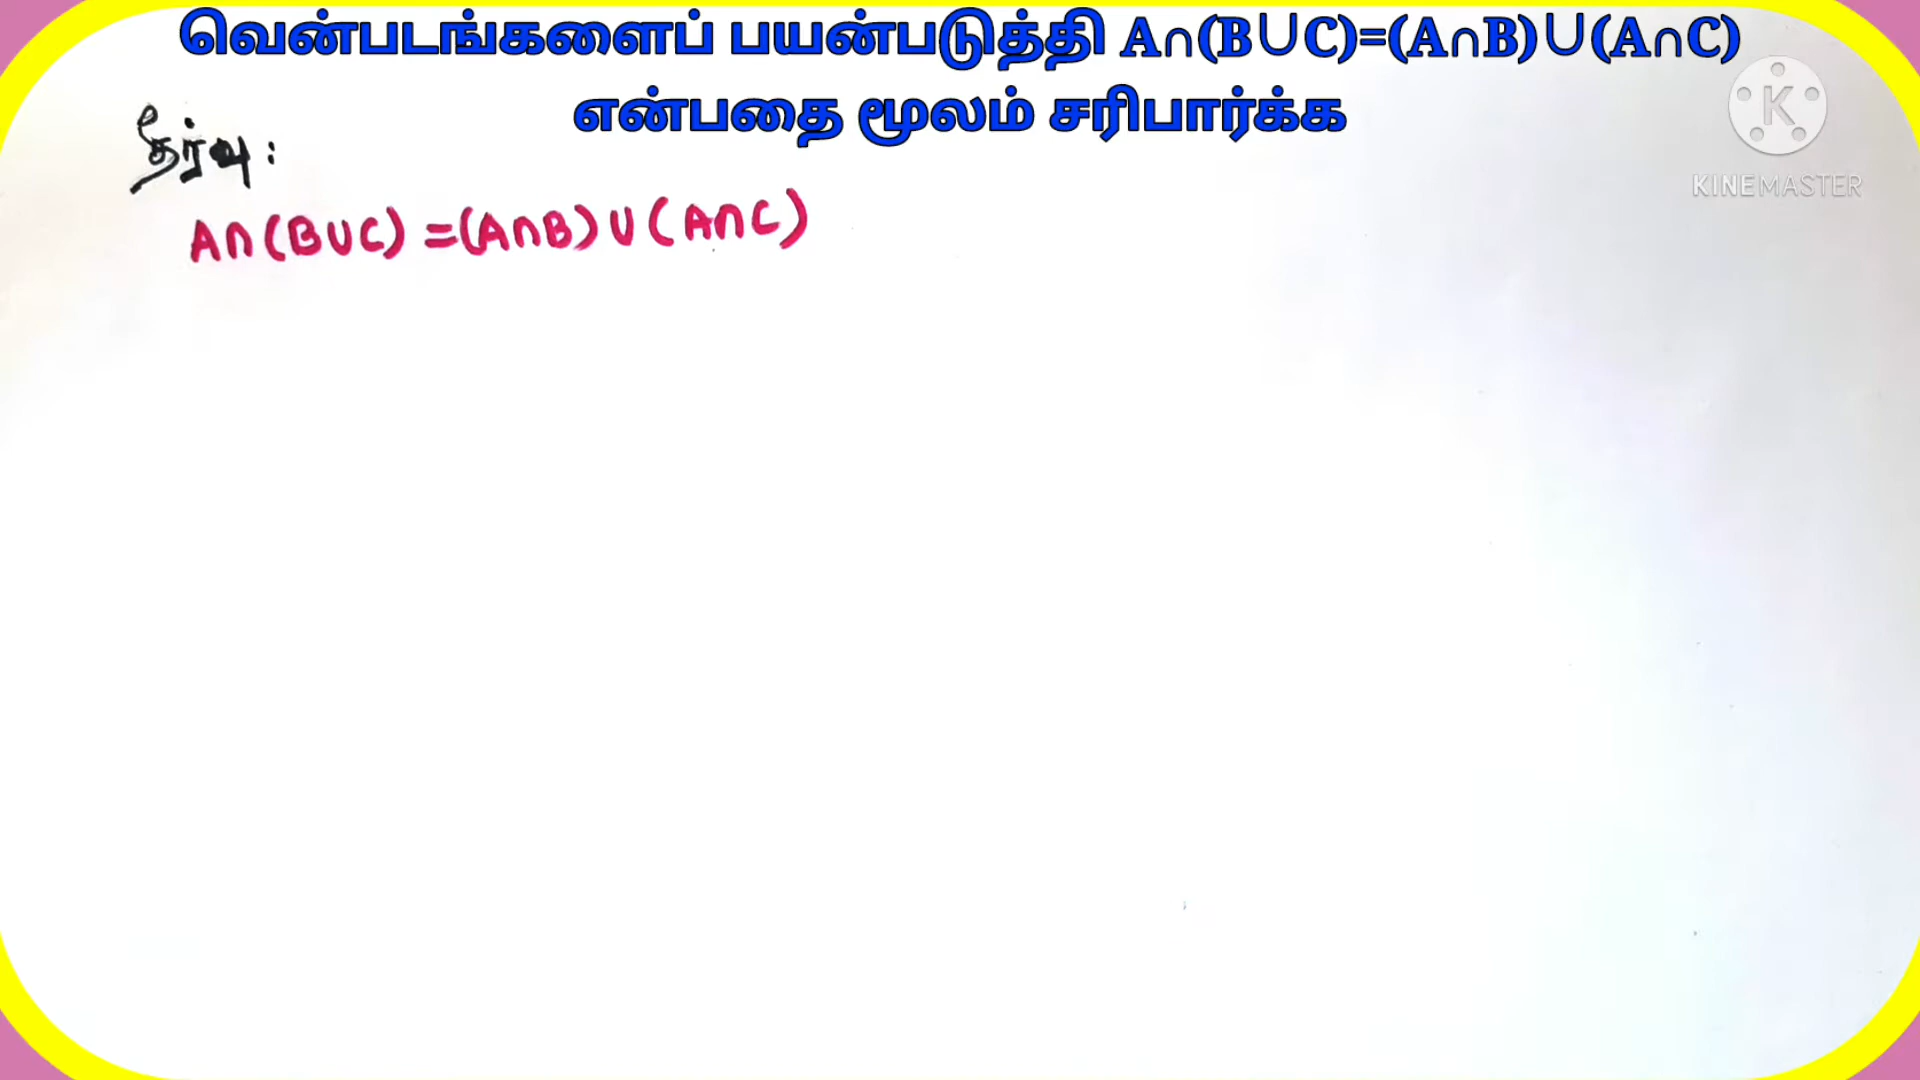 வென்படங்களைப் பயன்படுத்தி A∩(B∪C)=(A∩B)∪(A∩C)
என்பதை மூலம் சரிபார்க்க
KINEMASTER
தீர்வு :
A∩(B∪C) =(A∩B)∪(A∩C)